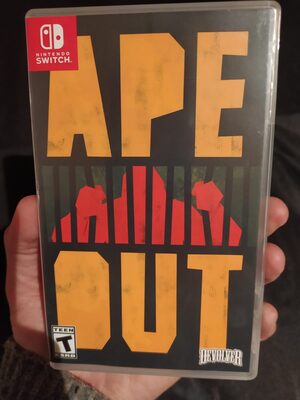 NINTENDO
SWITCH
APE
OUT
TEEN
T
ESRB
DEVOLVER